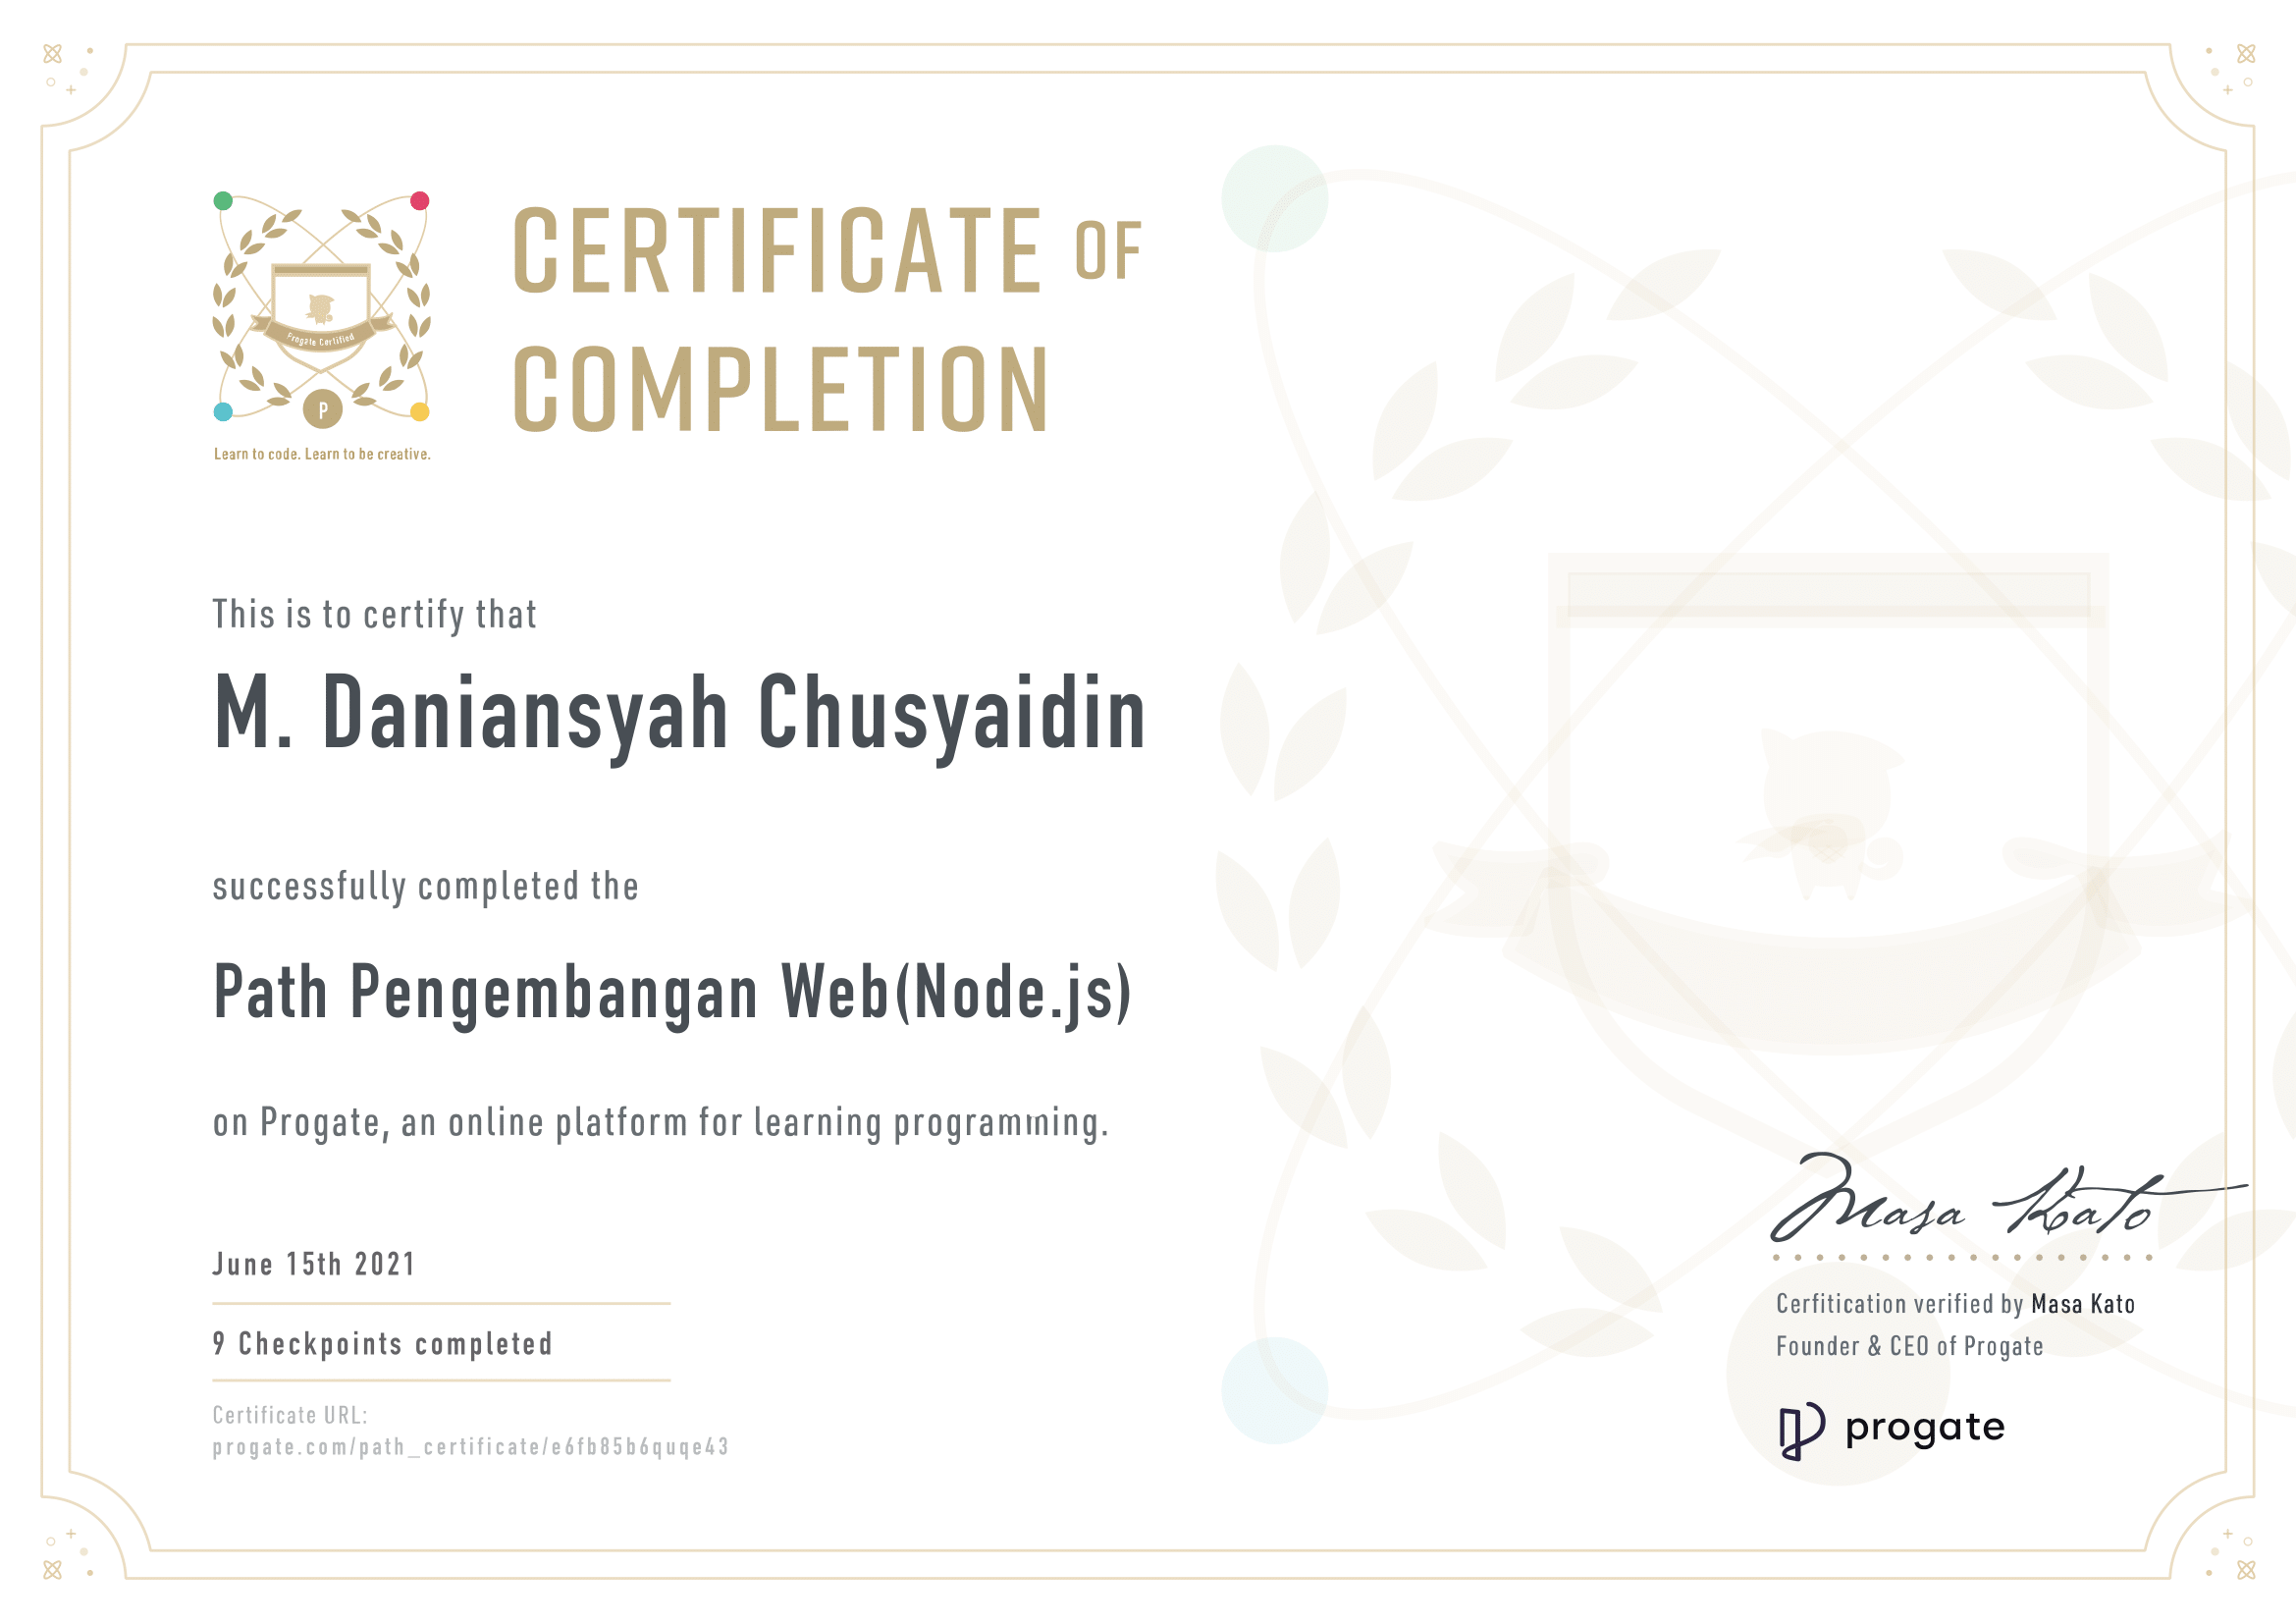 CERTIFICATE OF
COMPLETION
Progate Certified
P
Learn to code. Learn to be creative.
This is to certify that
M. Daniansyah Chusyaidin
successfully completed the
Path Pengembangan Web(Node.js)
on Progate, an online platform for learning programming.
June 15th 2021
9 Checkpoints completed
Certificate URL:
progate.com/path_certificate/e6fb85b6quqe43
Masa Kato
Cerfitication verified by Masa Kato
Founder & CEO of Progate
progate